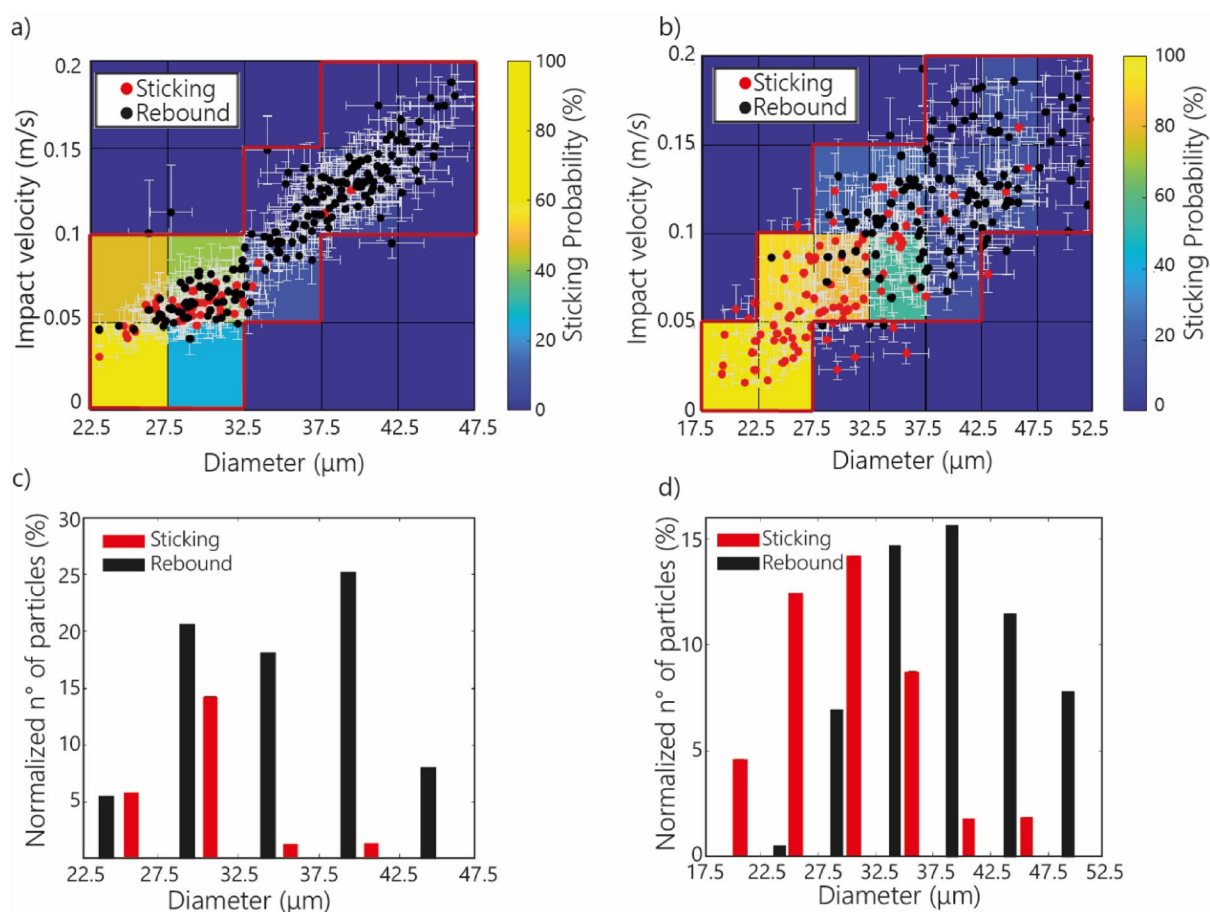 a)
Impact velocity (m/s)
0.2
0.15
0.1
0.05
0
Sticking
Rebound
22.5 27.5 32.5 37.5 42.5 47.5
Diameter (μm)
100
80
60
40
20
0
Sticking Probability (%)
b)
Impact velocity (m/s)
0.2
0.15
0.1
0.05
0
Sticking
Rebound
17.5 22.5 27.5 32.5 37.5 42.5 47.5 52.5
Diameter (μm)
100
80
60
40
20
0
Sticking Probability (%)
c)
Normalized n° of particles (%)
30
25
20
15
10
5
Sticking
Rebound
22.5 27.5 32.5 37.5 42.5 47.5
Diameter (μm)
d)
Normalized n° of particles (%)
15
10
5
0
Sticking
Rebound
17.5 22.5 27.5 32.5 37.5 42.5 47.5 52.5
Diameter (μm)